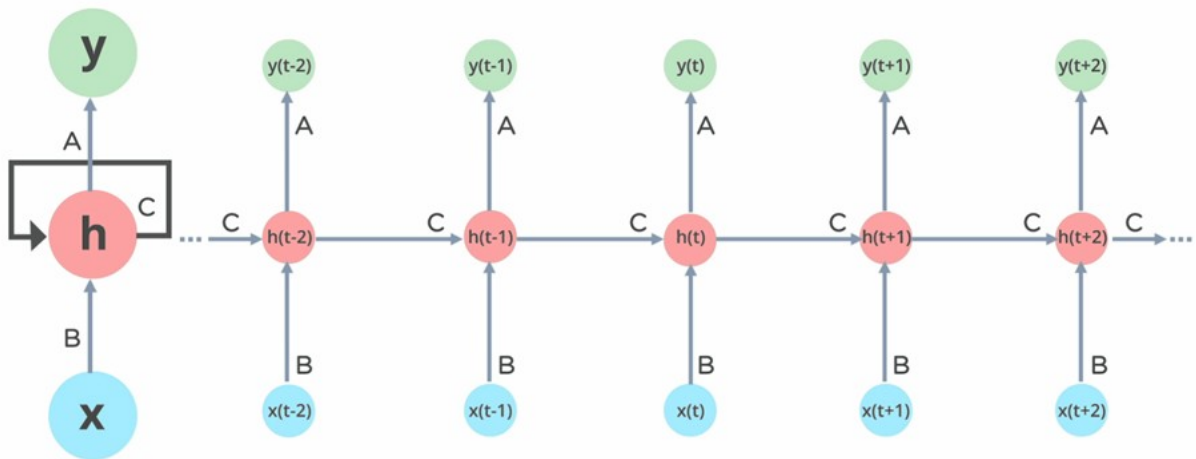 y
y(t-2) y(t-1) y(t) y(t+1) y(t+2)
A A A A A A
C
h
... C h(t-2) C h(t-1) C h(t) C h(t+1) C h(t+2) C ...
B B B B B B
x
x(t-2) x(t-1) x(t) x(t+1) x(t+2)